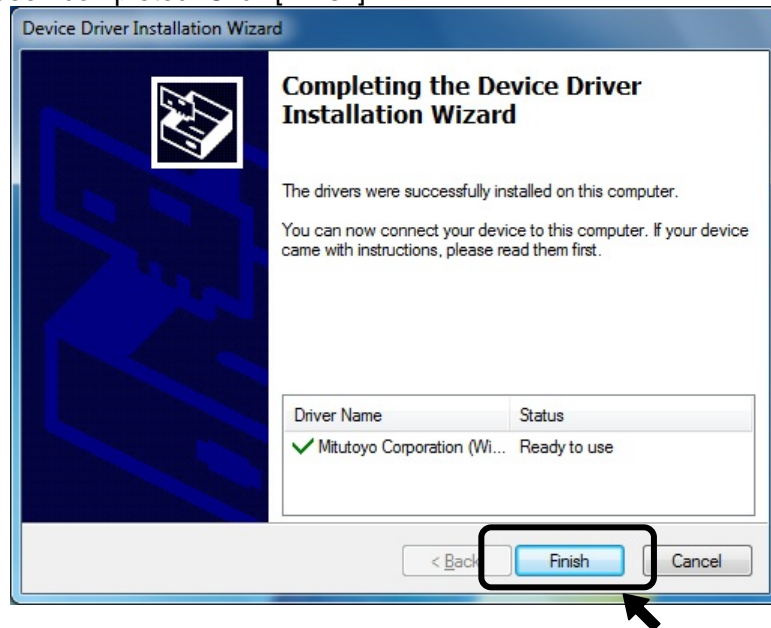 Device Driver Installation Wizard
Completing the Device Driver
Installation Wizard
The drivers were successfully installed on this computer.
You can now connect your device to this computer. If your device
came with instructions, please read them first.
Driver Name Status
Mitutoyo Corporation (Wi... Ready to use
< Back Finish Cancel